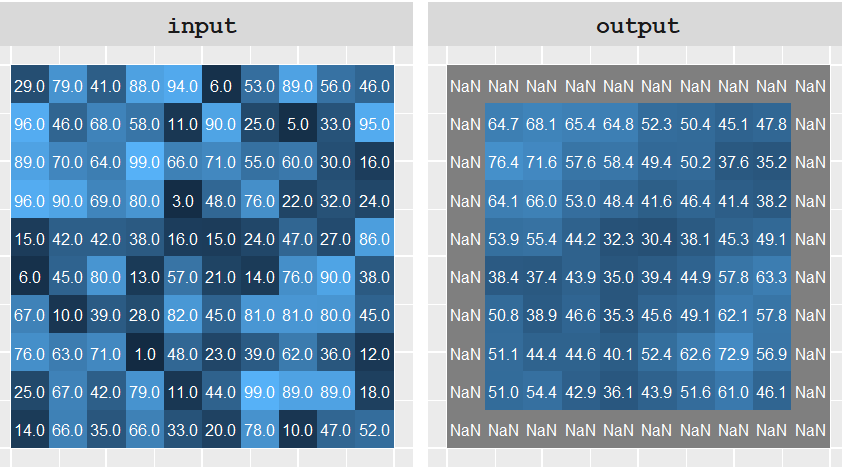 input
29.0 79.0 41.0 88.0 94.0 6.0 53.0 89.0 56.0 46.0
96.0 46.0 68.0 58.0 11.0 90.0 25.0 5.0 33.0 95.0
89.0 70.0 64.0 99.0 66.0 71.0 55.0 60.0 30.0 16.0
96.0 90.0 69.0 80.0 3.0 48.0 76.0 22.0 32.0 24.0
15.0 42.0 42.0 38.0 16.0 15.0 24.0 47.0 27.0 86.0
6.0 45.0 80.0 13.0 57.0 21.0 14.0 76.0 90.0 38.0
67.0 10.0 39.0 28.0 82.0 45.0 81.0 81.0 80.0 45.0
76.0 63.0 71.0 1.0 48.0 23.0 39.0 62.0 36.0 12.0
25.0 67.0 42.0 79.0 11.0 44.0 99.0 89.0 89.0 18.0
14.0 66.0 35.0 66.0 33.0 20.0 78.0 10.0 47.0 52.0
output
NaN NaN NaN NaN NaN NaN NaN NaN NaN NaN
NaN 64.7 68.1 65.4 64.8 52.3 50.4 45.1 47.8 NaN
NaN 76.4 71.6 57.6 58.4 49.4 50.2 37.6 35.2 NaN
NaN 64.1 66.0 53.0 48.4 41.6 46.4 41.4 38.2 NaN
NaN 53.9 55.4 44.2 32.3 30.4 38.1 45.3 49.1 NaN
NaN 38.4 37.4 43.9 35.0 39.4 44.9 57.8 63.3 NaN
NaN 50.8 38.9 46.6 35.3 45.6 49.1 62.1 57.8 NaN
NaN 51.1 44.4 44.6 40.1 52.4 62.6 72.9 56.9 NaN
NaN 51.0 54.4 42.9 36.1 43.9 51.6 61.0 46.1 NaN
NaN NaN NaN NaN NaN NaN NaN NaN NaN NaN